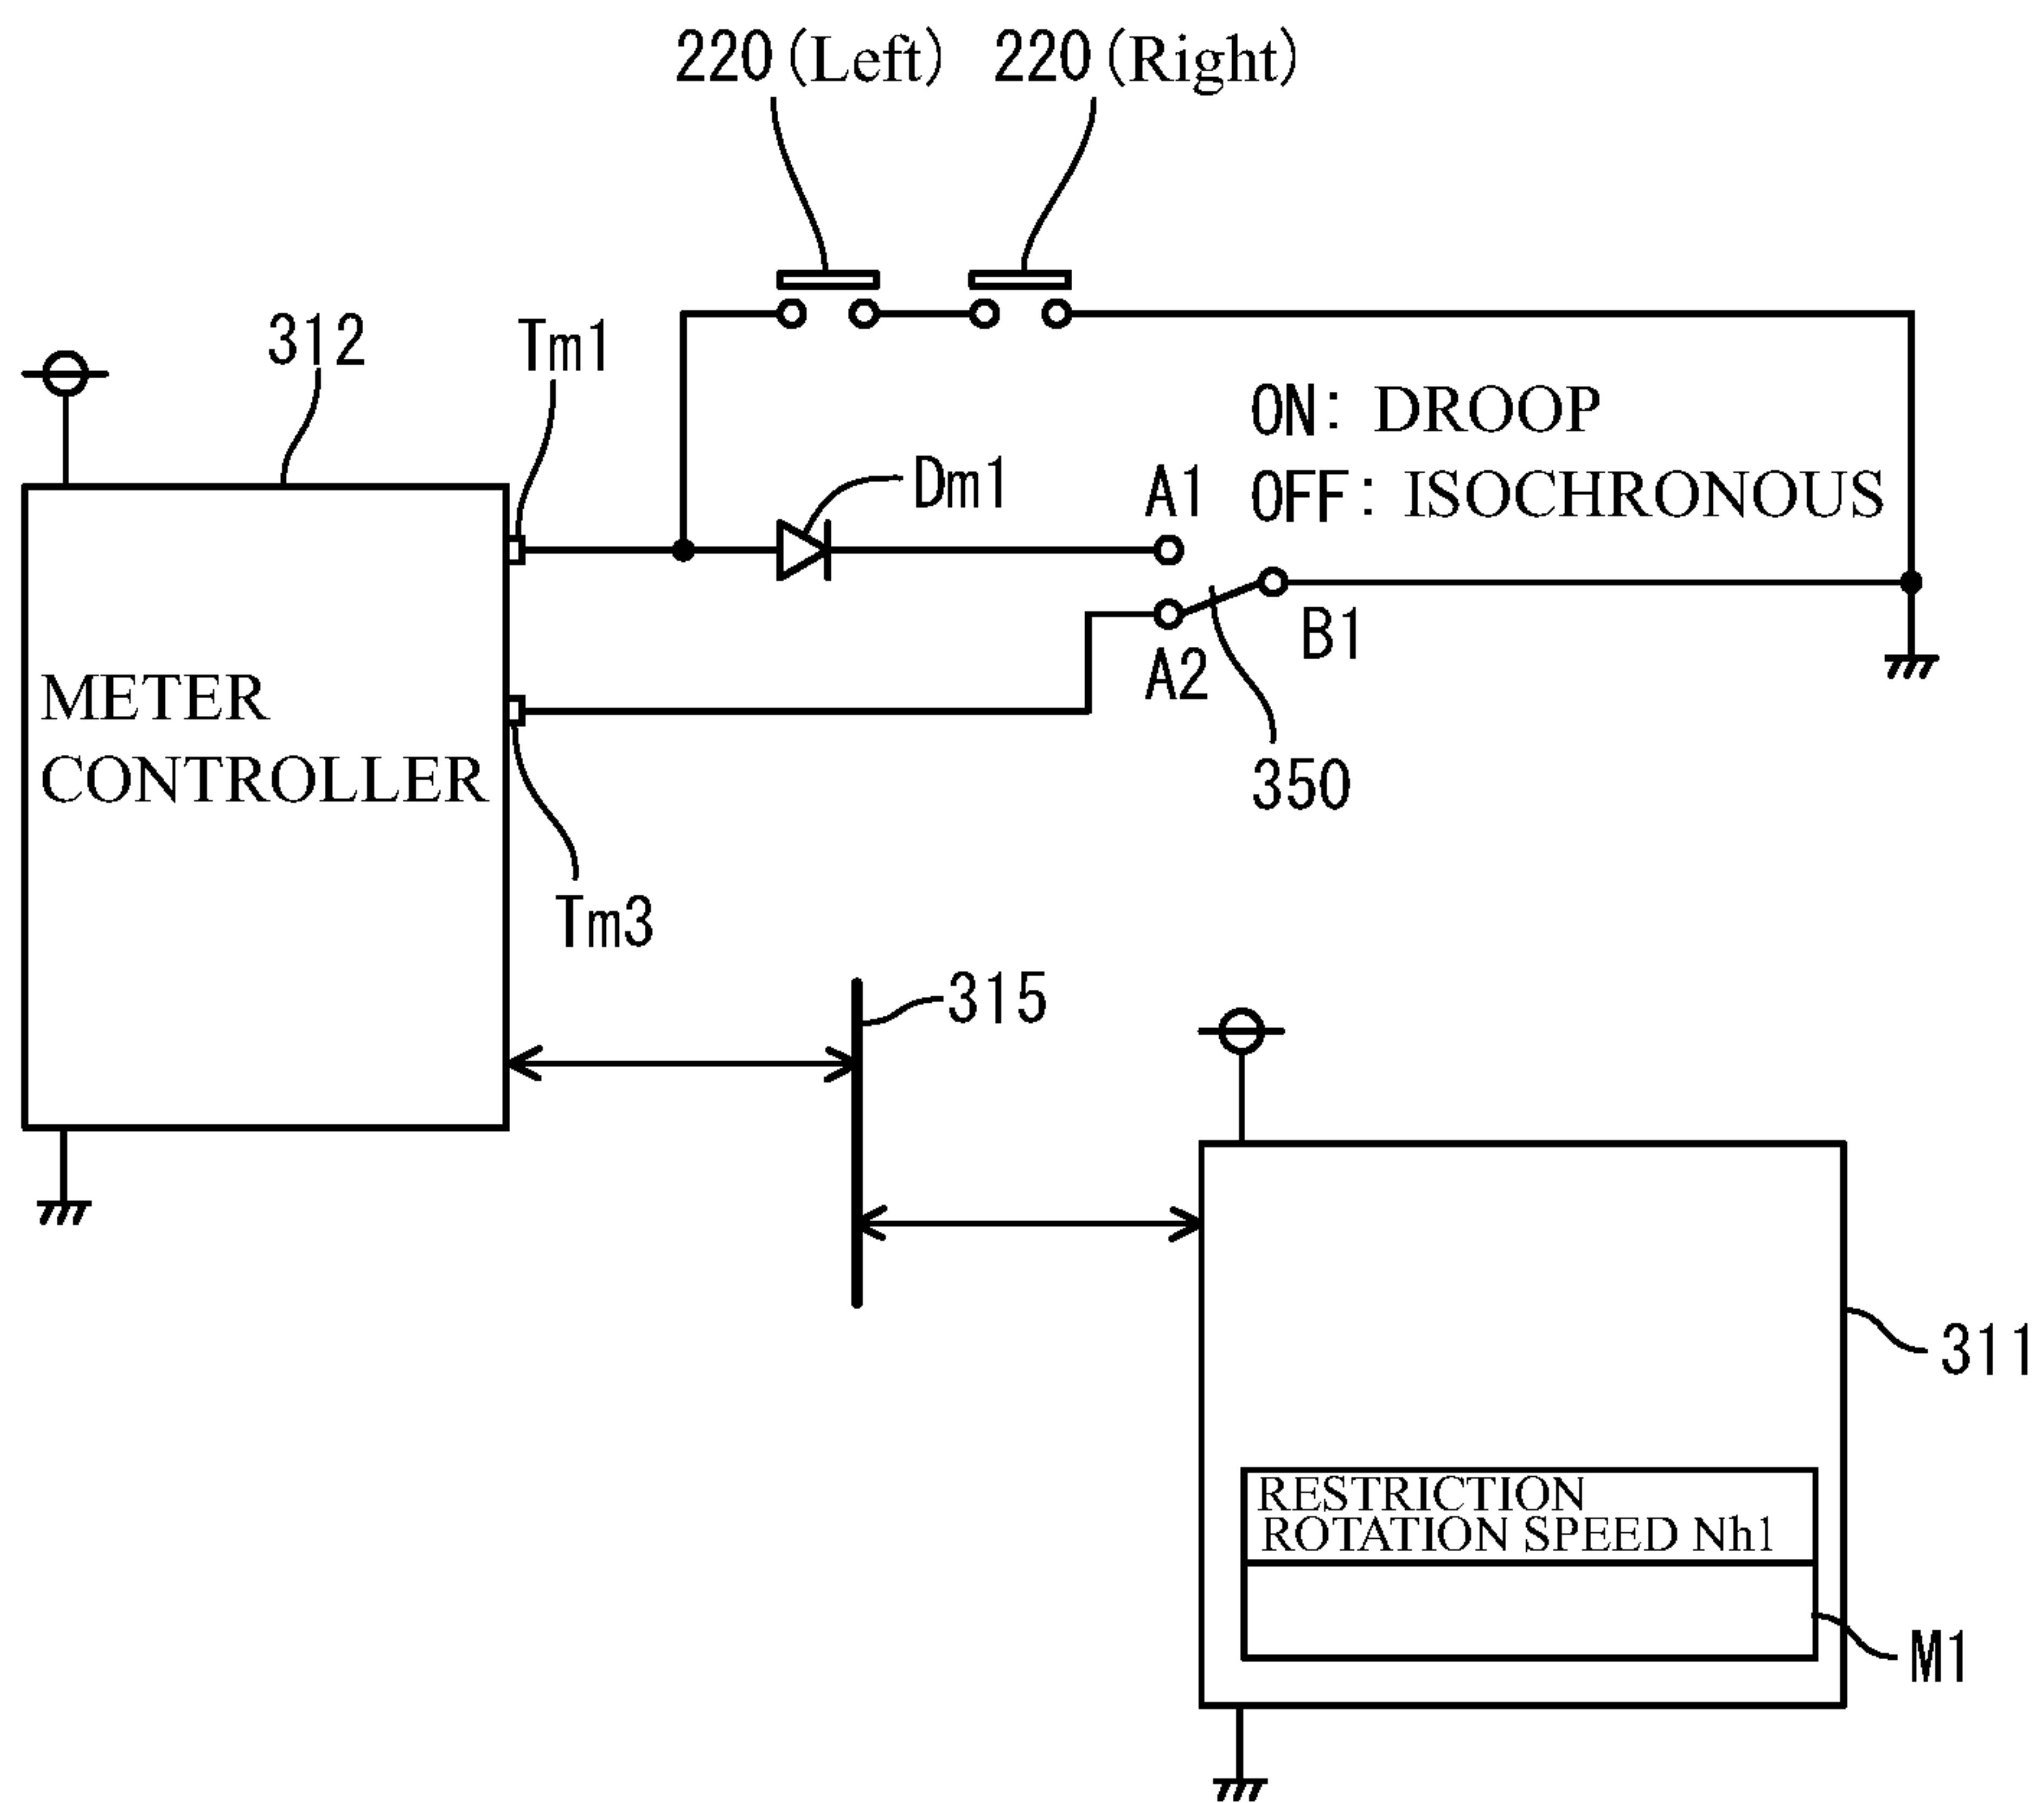 220(Left) 220(Right)
312
Tm1
ON: DROOP
OFF: ISOCHRONOUS
Dm1
A1
B1
A2
350
METER
CONTROLLER
Tm3
315
311
RESTRICTION
ROTATION SPEED Nh1
M1